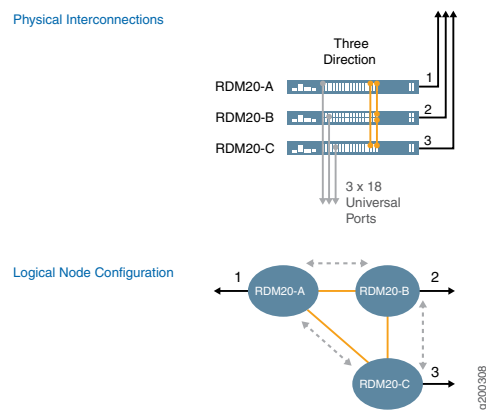 Physical Interconnections
Three
Direction
RDM20-A
1
RDM20-B
2
RDM20-C
3
3 x 18
Universal
Ports
Logical Node Configuration
1
RDM20-A
RDM20-B
2
RDM20-C
3
g200308